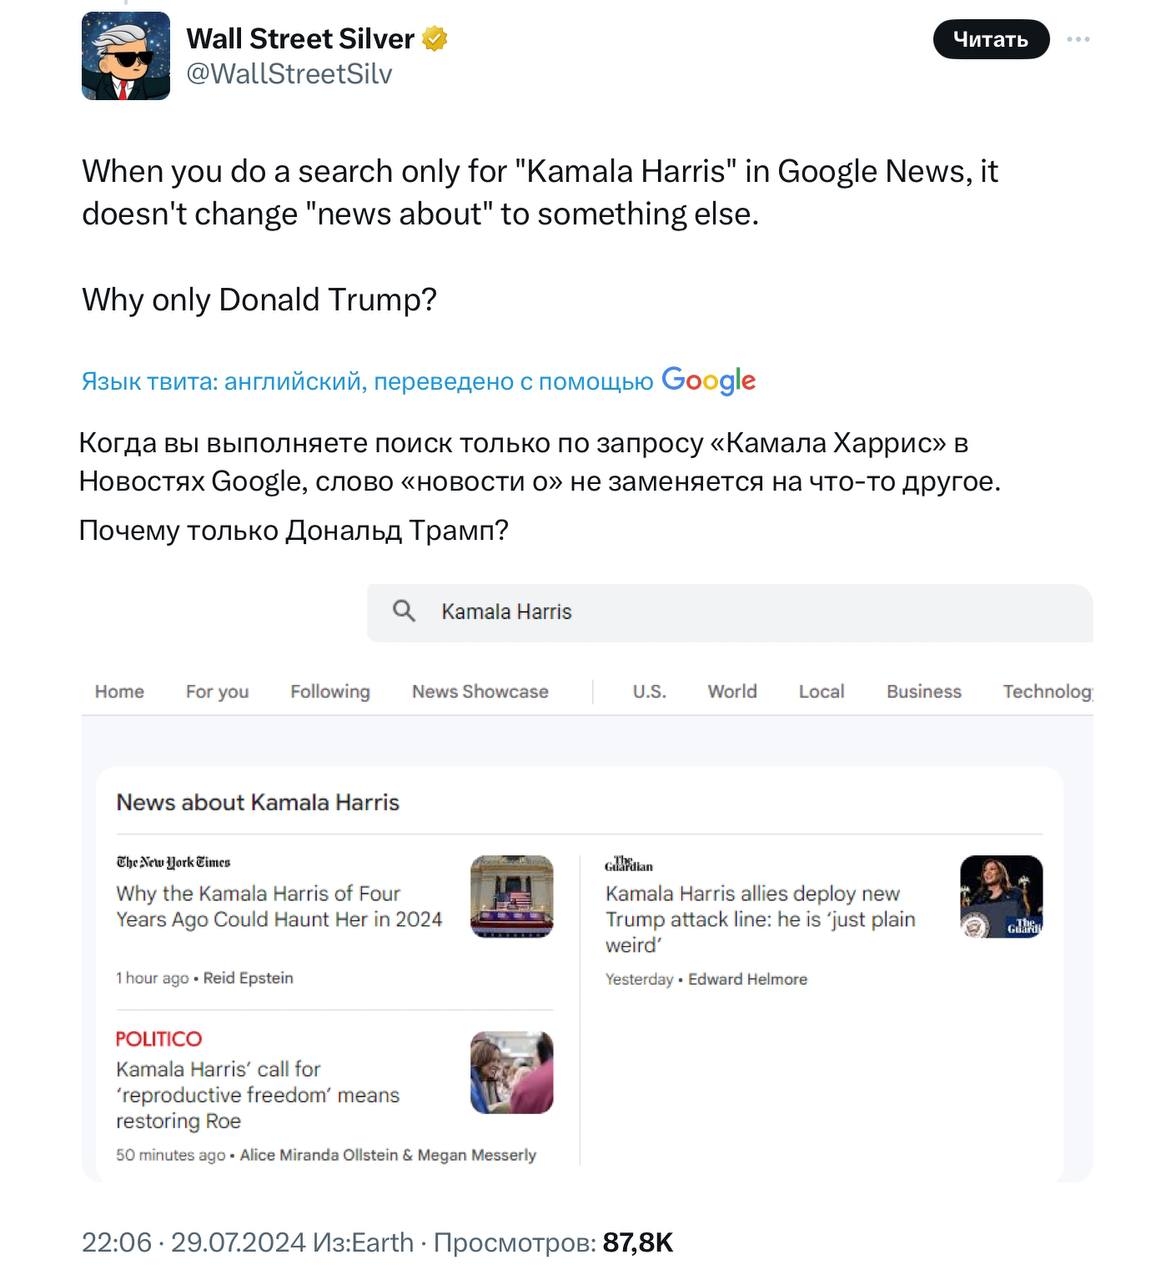 Wall Street Silver
@WallStreetSilv
Читать
When you do a search only for "Kamala Harris" in Google News, it
doesn't change "news about" to something else.
Why only Donald Trump?
Язык твита: английский, переведено с помощью Google
Когда вы выполняете поиск только по запросу «Камала Харрис» в
Новостях Google, слово «новости о» не заменяется на что-то другое.
Почему только Дональд Трамп?
Kamala Harris
Home For you Following News Showcase U.S. World Local Business Technolog
News about Kamala Harris
The New York Times
Why the Kamala Harris of Four
Years Ago Could Haunt Her in 2024
1 hour ago • Reid Epstein
The Guardian
Kamala Harris allies deploy new
Trump attack line: he is ‘just plain
weird’
The Guardi
Yesterday • Edward Helmore
POLITICO
Kamala Harris’ call for
‘reproductive freedom’ means
restoring Roe
50 minutes ago • Alice Miranda Ollstein & Megan Messerly
22:06 · 29.07.2024 Из:Earth · Просмотров: 87,8K